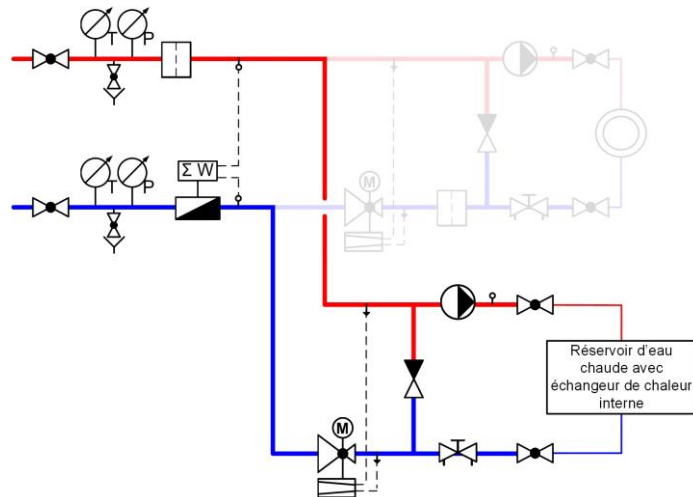 T
P
T
P
Σ W
M
Réservoir d'eau
chaude avec
échangeur de chaleur
interne
M